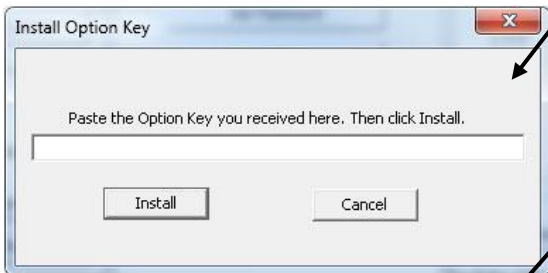 Install Option Key
Paste the Option Key you received here. Then click Install.
Install
Cancel